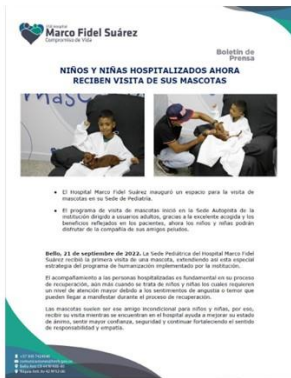 ESE Hospital
Marco Fidel Suárez
Compromiso de Vida
Boletín de
Prensa
NIÑOS Y NIÑAS HOSPITALIZADOS AHORA
RECIBEN VISITA DE SUS MASCOTAS
El Hospital Marco Fidel Suárez inauguró un espacio para la visita
de mascotas en su Sede de Pediatría.
El programa de visita de mascotas inició en la Sede Autopista de la
institución dirigido a usuarios adultos, gracias a la excelente acogida y los
beneficios reflejados en los pacientes, ahora los niños y niñas podrán
disfrutar de la compañía de sus amigos peludos.
Bello, 21 de septiembre de 2022. La Sede Pediátrica del Hospital Marco Fidel
Suárez recibió la primera visita de una mascota, extendiendo así esta especial
estrategia del programa de humanización implementado por la institución.
El acompañamiento a las personas hospitalizadas es fundamental en su proceso
de recuperación, aún más cuando se trata de niños y niñas los cuales requieren
un nivel de atención mayor debido a los sentimientos de angustia o temor que
pueden llegar a manifestar durante el proceso de recuperación.
Las mascotas suelen ser ese amigo incondicional para niños y niñas, por eso,
recibir su visita mientras se encuentran en el hospital ayuda a mejorar su estado
de ánimo, sentir mayor confianza, seguridad y continuar fortaleciendo el sentido
de responsabilidad y empatía.